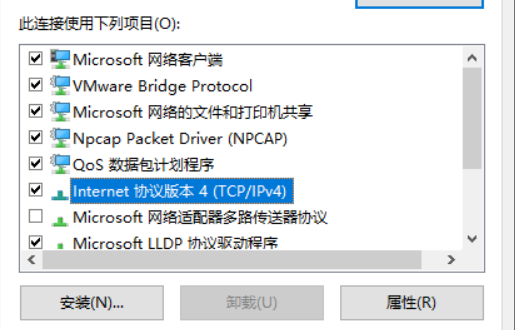 此连接使用下列项目(O):
Microsoft 网络客户端
VMware Bridge Protocol
Microsoft 网络的文件和打印机共享
Npcap Packet Driver (NPCAP)
QoS 数据包计划程序
Internet 协议版本 4 (TCP/IPv4)
Microsoft 网络适配器多路传送器协议
Microsoft LLDP 协议驱动程序
安装(N)... 卸载(U) 属性(R)